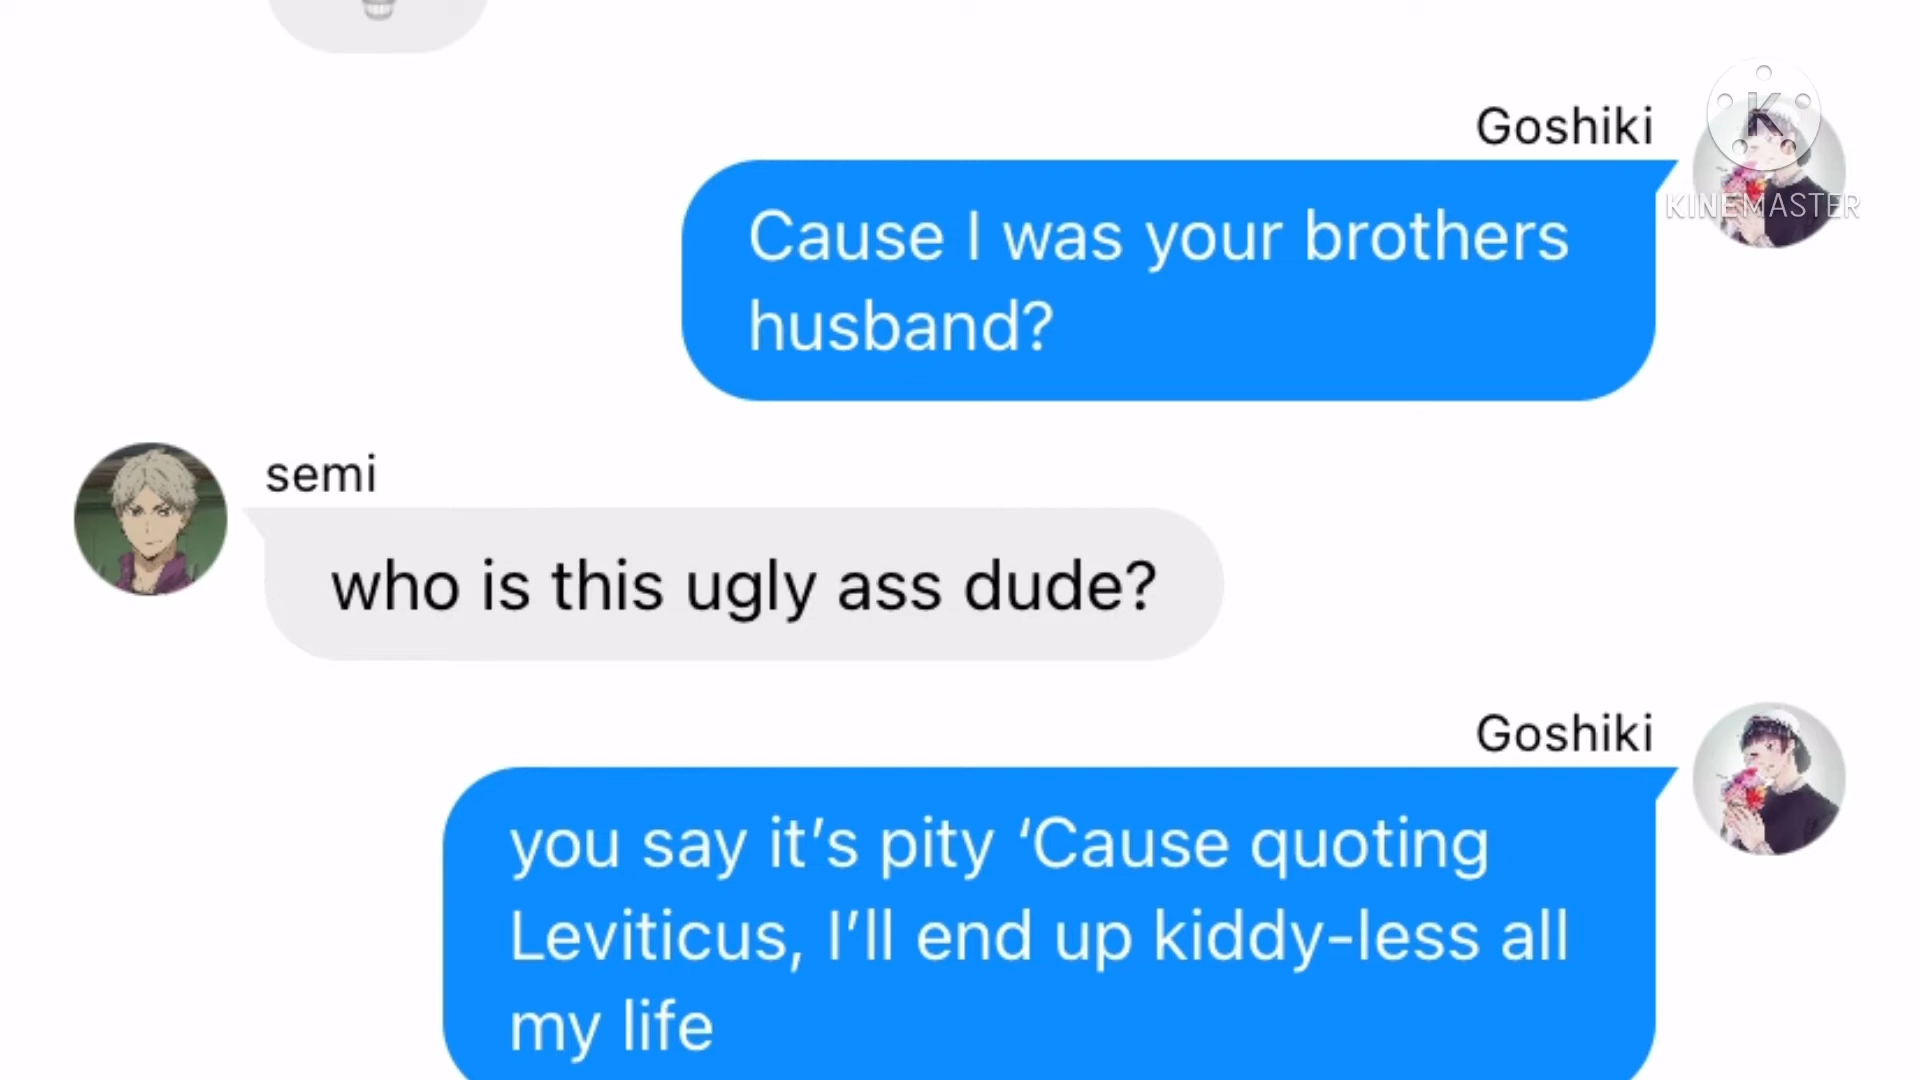 Goshiki
K
KINEMASTER
Cause I was your brothers
husband?
semi
who is this ugly ass dude?
Goshiki
you say it’s pity ‘Cause quoting
Leviticus, I’ll end up kiddy-less all
my life